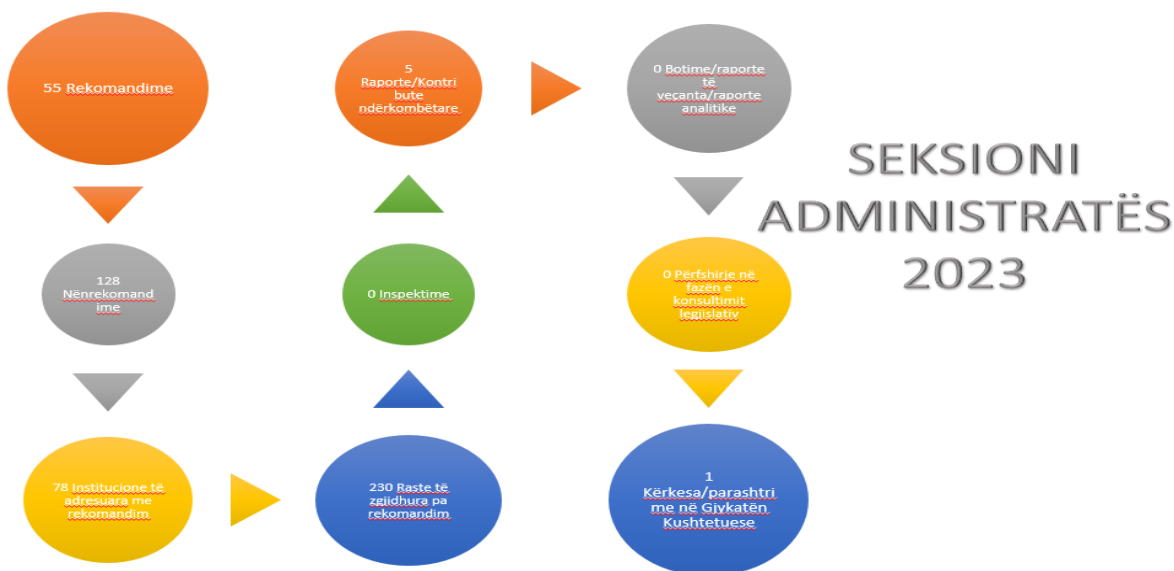 55 Rekomandime
128
Nënrekomand
ime
78 Institucione të
adresuara me
rekomandim
230 Raste të
zgjidhura pa
rekomandim
0 Inspektime
5
Raporte/Kontri
bute
ndërkombëtare
0 Botime/raporte
të
veçanta/raporte
analitike
0 Përfshirje në
fazën e
konsultimit
legjislativ
1
Kërkesa/parashtri
me në Gjykatën
Kushtetuese
SEKSIONI
ADMINISTRATËS
2023